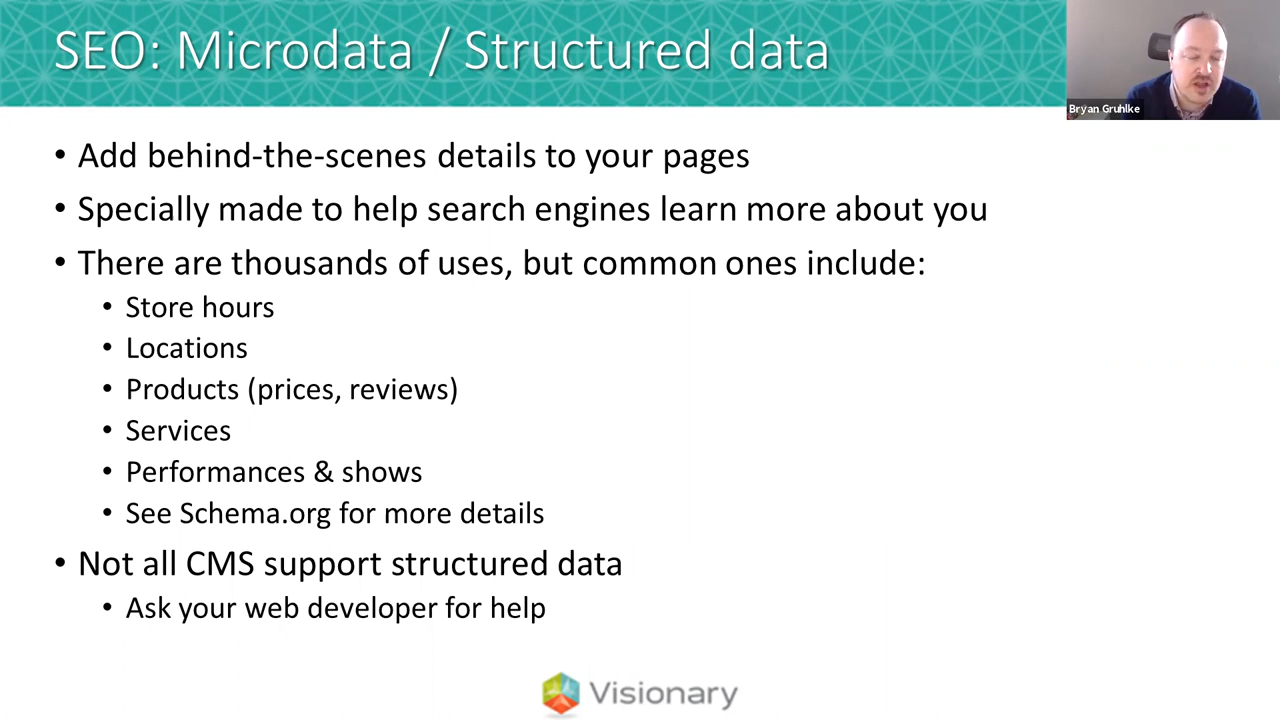 SEO: Microdata / Structured data
Bryan Gruhlke
• Add behind-the-scenes details to your pages
• Specially made to help search engines learn more about you
• There are thousands of uses, but common ones include:
• Store hours
• Locations
• Products (prices, reviews)
• Services
• Performances & shows
• See Schema.org for more details
• Not all CMS support structured data
• Ask your web developer for help
Visionary